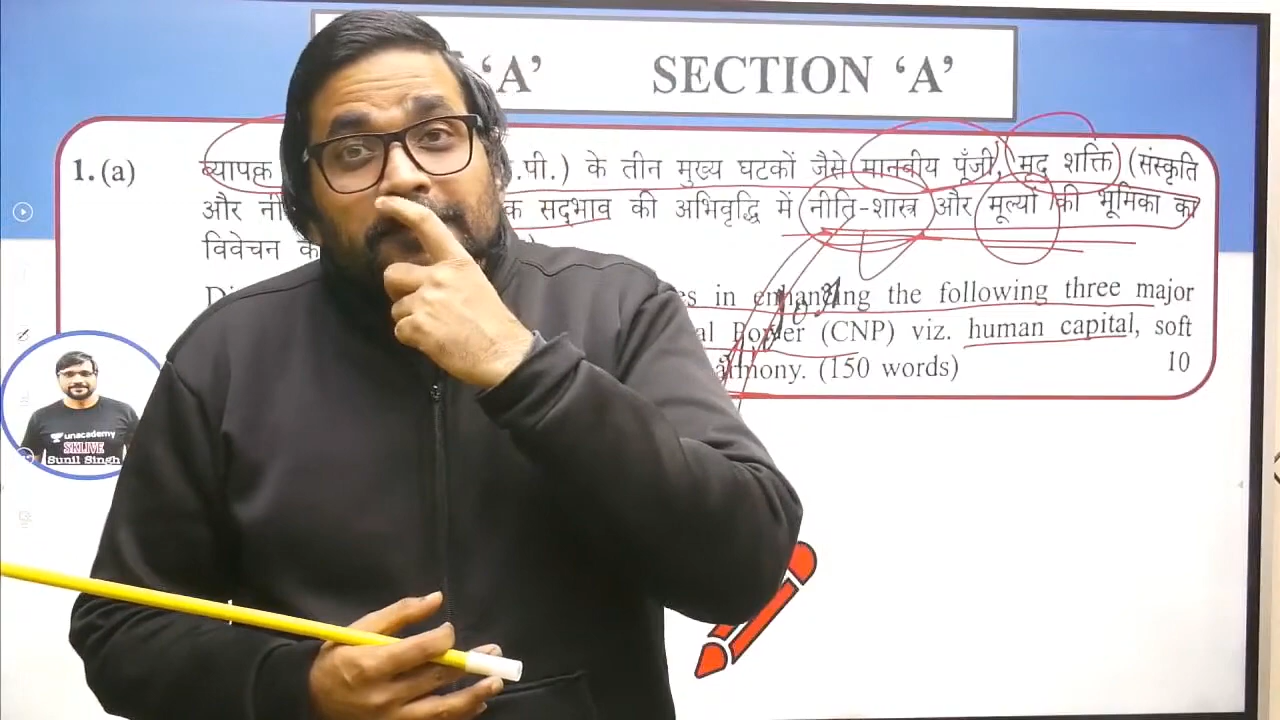 ‘A’ SECTION ‘A’
1. (a) व्यापक .पी.) के तीन मुख्य घटकों जैसे मानवीय पूँजी, मृदु शक्ति (संस्कृति
और सद्भाव की अभिवृद्धि में नीति-शास्त्र और मूल्यों की भूमिका का
विवेचन
es in enhancing the following three major
al Power (CNP) viz. human capital, soft
armony. (150 words) 10
unacademy
SKLIVE
Sunil Singh